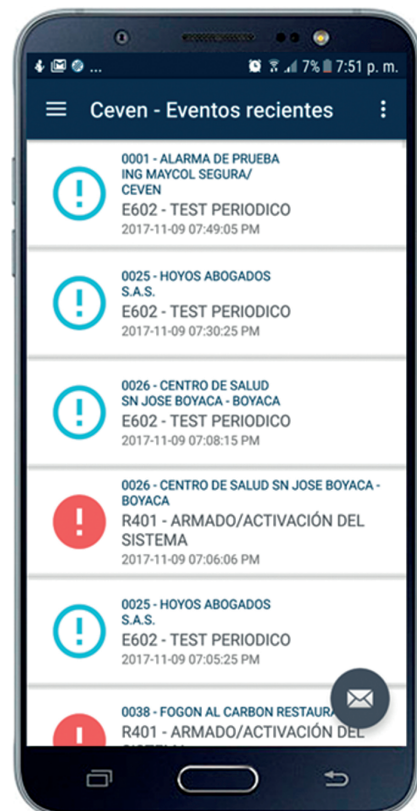 ... 7% 7:51 p. m.
Ceven - Eventos recientes
0001 - ALARMA DE PRUEBA
ING MAYCOL SEGURA/
CEVEN
E602 - TEST PERIODICO
2017-11-09 07:49:05 PM
0025 - HOYOS ABOGADOS
S.A.S.
E602 - TEST PERIODICO
2017-11-09 07:30:25 PM
0026 - CENTRO DE SALUD
SN JOSE BOYACA - BOYACA
E602 - TEST PERIODICO
2017-11-09 07:08:15 PM
0026 - CENTRO DE SALUD SN JOSE BOYACA -
BOYACA
R401 - ARMADO/ACTIVACIÓN DEL
SISTEMA
2017-11-09 07:06:06 PM
0025 - HOYOS ABOGADOS
S.A.S.
E602 - TEST PERIODICO
2017-11-09 07:05:25 PM
0038 - FOGON AL CARBON RESTAURA
R401 - ARMADO/ACTIVACIÓN DEL